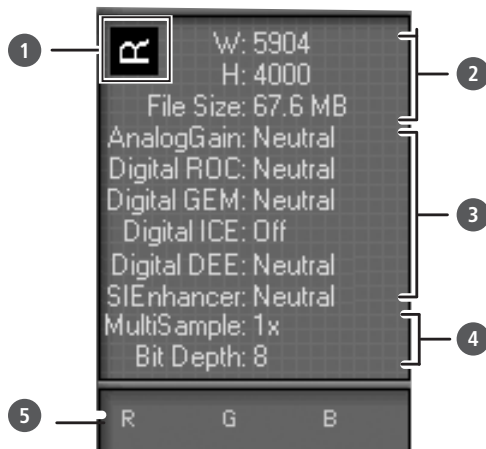 1
R
W: 5904
H: 4000
File Size: 67.6 MB
2
AnalogGain: Neutral
Digital ROC: Neutral
Digital GEM: Neutral
Digital ICE: Off
Digital DEE: Neutral
SIEnhancer: Neutral
3
MultiSample: 1x
Bit Depth: 8
4
5
R G B